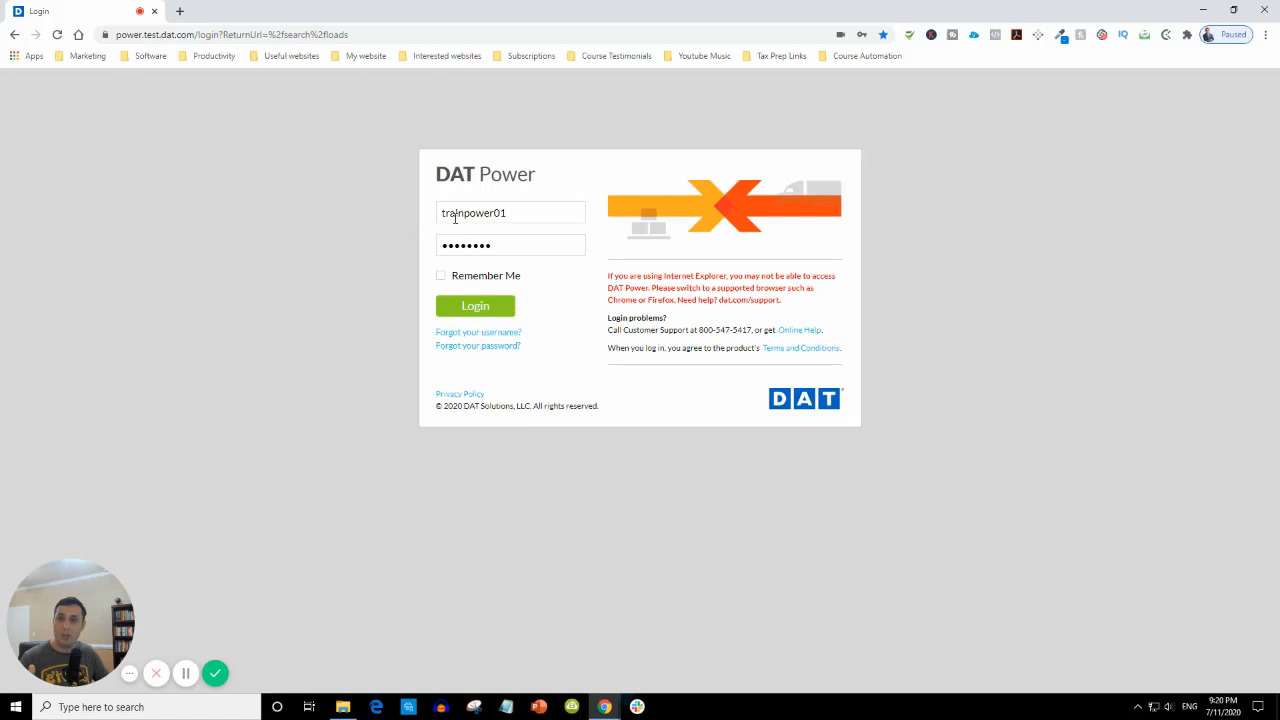 Login
power.test.dat.com/login?ReturnUrl=%2fsearch%2floads
Paused
Apps
Marketing
Software
Productivity
Useful websites
My website
Interested websites
Subscriptions
Course Testimonials
Youtube Music
Tax Prep Links
Course Automation
DAT Power
trainpower01
••••••••
Remember Me
Login
Forgot your username?
Forgot your password?
Privacy Policy
© 2020 DAT Solutions, LLC. All rights reserved.
If you are using Internet Explorer, you may not be able to access
DAT Power. Please switch to a supported browser such as
Chrome or Firefox. Need help? dat.com/support.
Login problems?
Call Customer Support at 800-547-5417, or get Online Help.
When you log in, you agree to the product's Terms and Conditions.
DAT
Type here to search
ENG
9:20 PM
7/11/2020